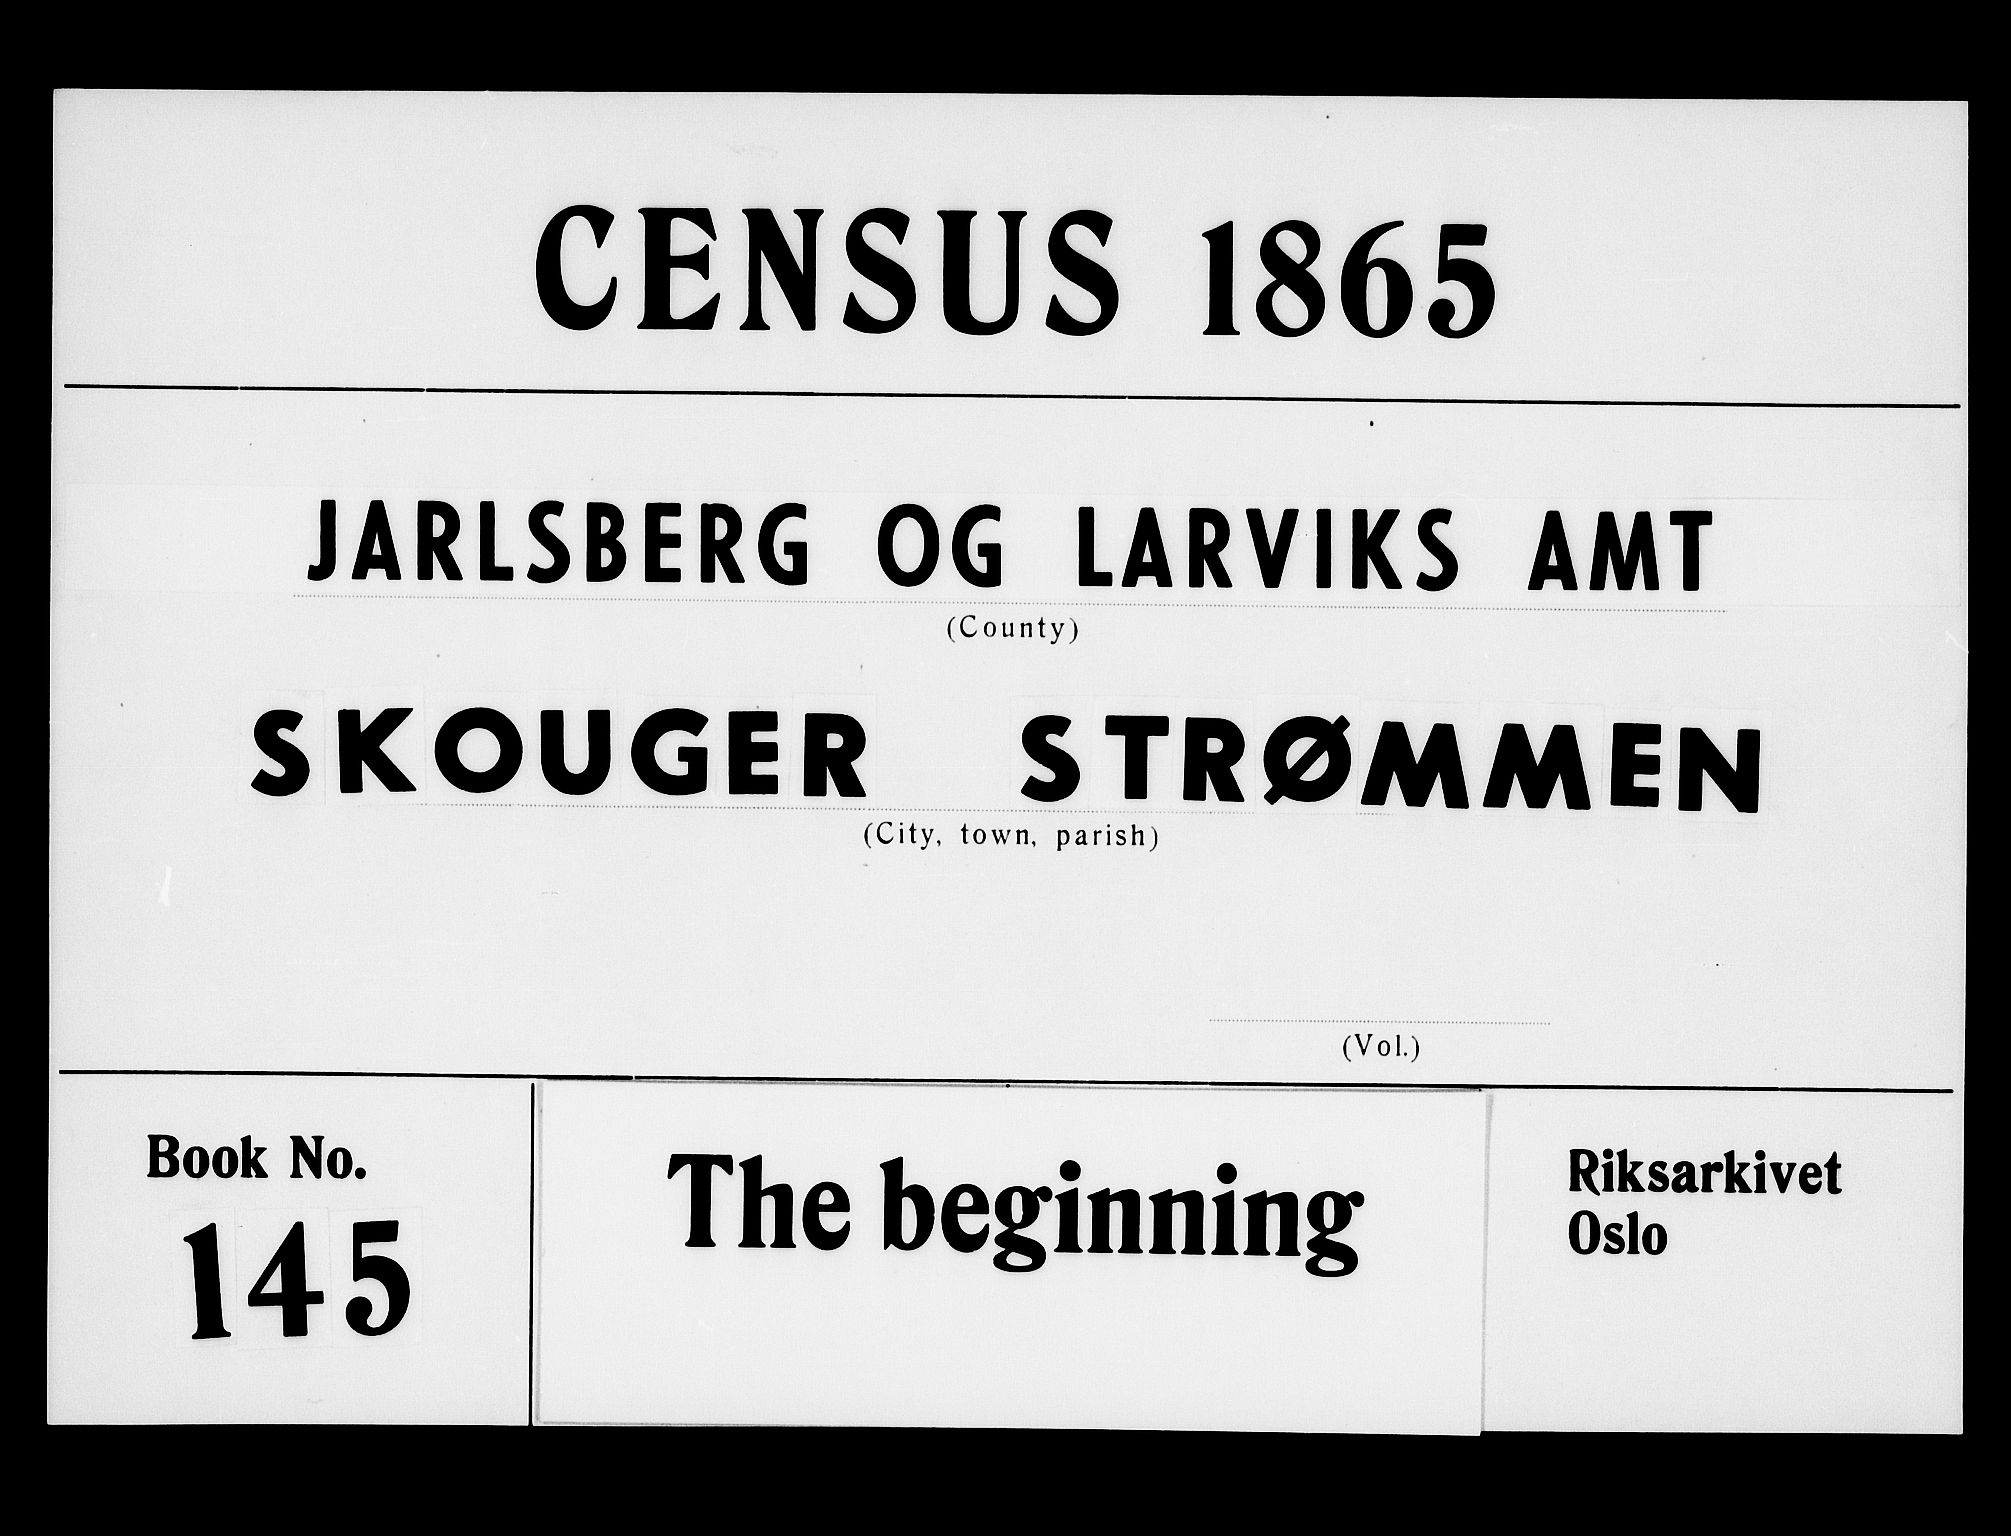 CENSUS 1865
JARLSBERG OG LARVIKS AMT
(County)
SKOUGER STRØMMEN
(City, town, parish)
(Vol.)
Book No.
145
The beginning
Riksarkivet
Oslo